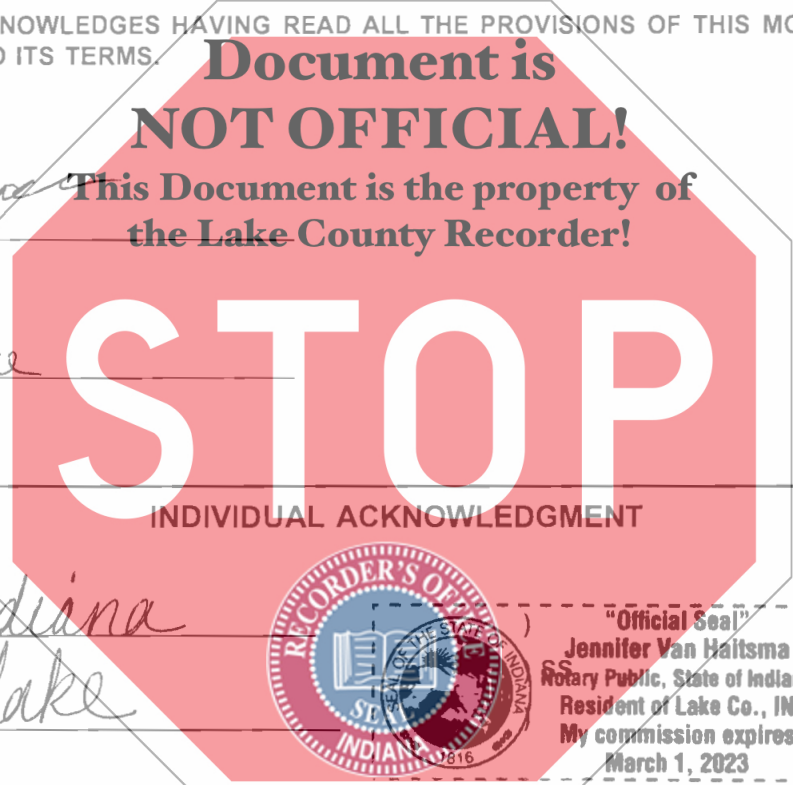 NOWLEDGES HAVING READ ALL THE PROVISIONS OF THIS MO
D ITS TERMS.
Document is
NOT OFFICIAL!
This Document is the property of
the Lake County Recorder!
STOP
INDIVIDUAL ACKNOWLEDGMENT
diana
) SS
Lake
RECORDER'S OFFICE
SEAL
INDIANA
SEAL OF THE STATE OF INDIANA
1816
"Official Seal"
Jennifer Van Haitsma
Notary Public, State of India
Resident of Lake Co., IN
My commission expires
March 1, 2023